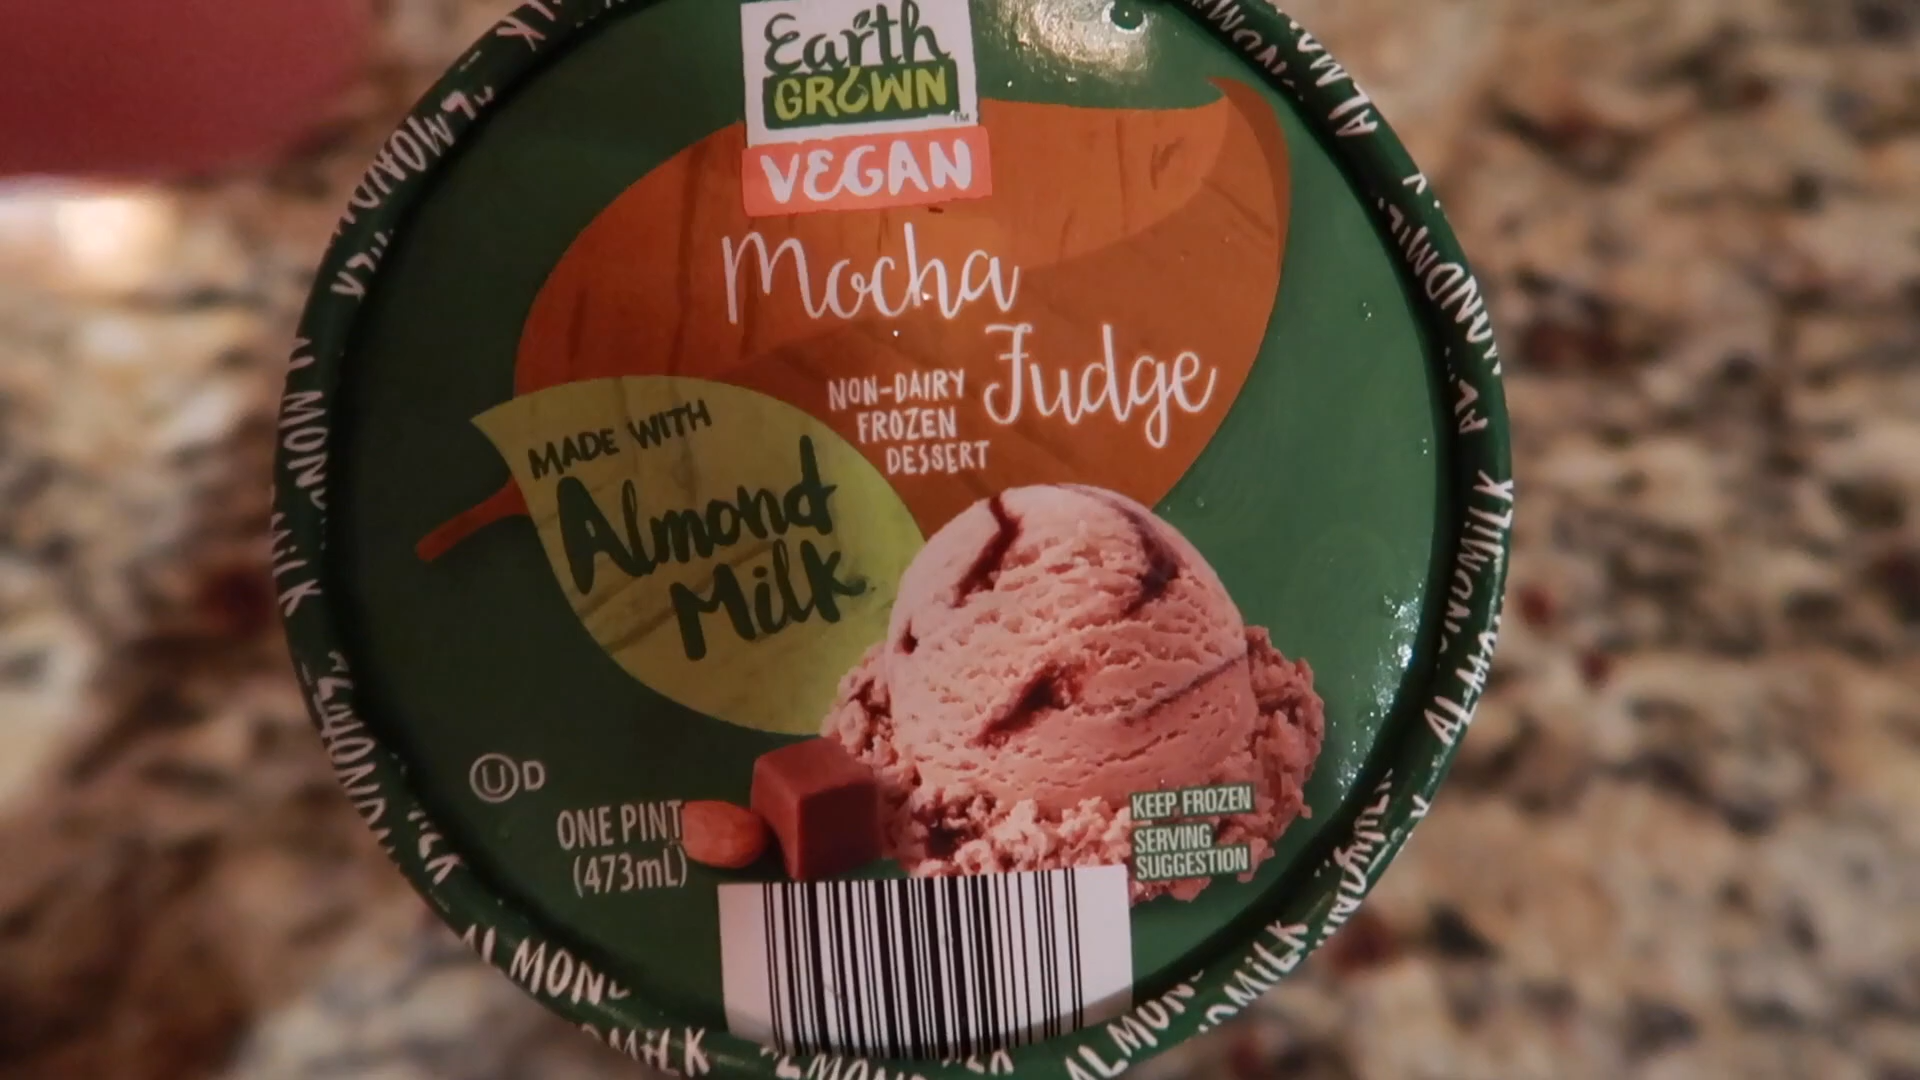 Earth
GROWN
TM
VEGAN
Mocha
Fudge
NON-DAIRY
FROZEN
DESSERT
MADE WITH
Almond
Milk
U D
ONE PINT
(473mL)
KEEP FROZEN
SERVING
SUGGESTION
ALMONDMILK